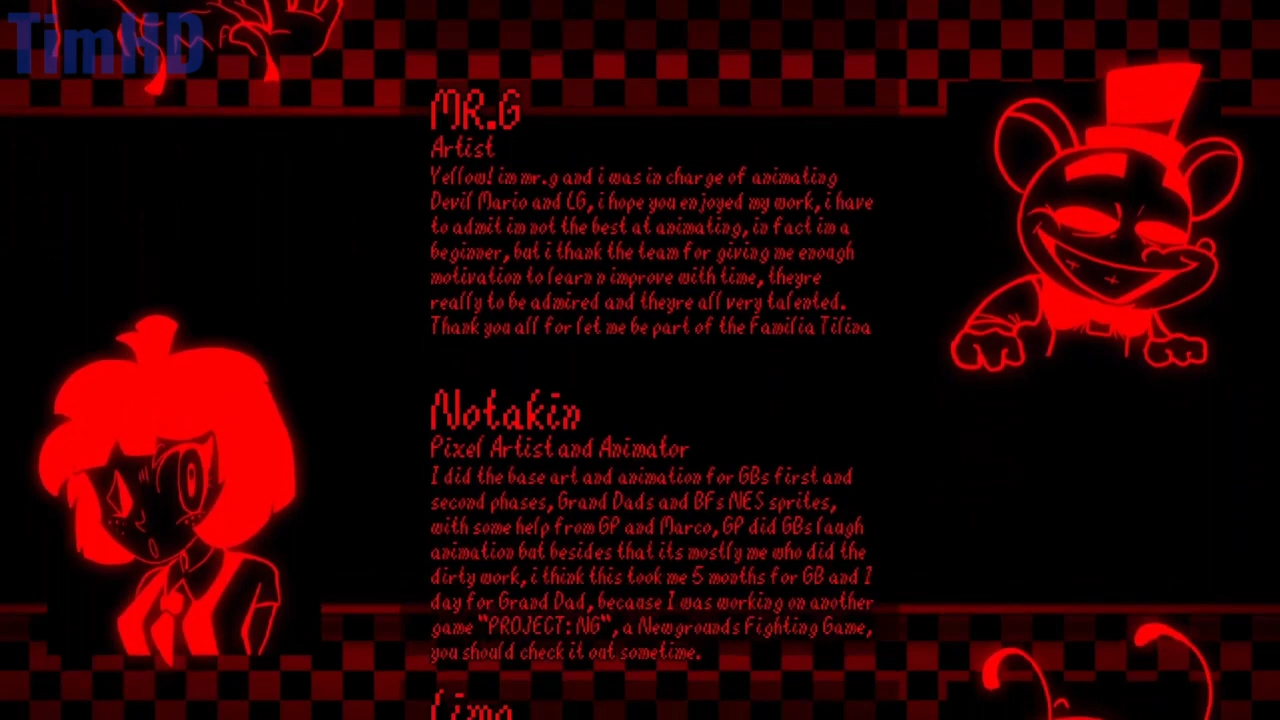 TimHD
MR.G
Artist
Yellow! im mr.g and i was in charge of animating
Devil Mario and LG, i hope you enjoyed my work, i have
to admit im not the best at animating, in fact im a
beginner, but i thank the team for giving me enough
motivation to learn n improve with time, theyre
really to be admired and theyre all very talented.
Thank you all for let me be part of the Familia Tilina
Notakin
Pixel Artist and Animator
I did the base art and animation for GBs first and
second phases, Grand Dads and BFs NES sprites,
with some help from GP and Marco, GP did GBs laugh
animation but besides that its mostly me who did the
dirty work, i think this took me 5 months for GB and 1
day for Grand Dad, because I was working on another
game "PROJECT: NG", a Newgrounds Fighting Game,
you should check it out sometime.